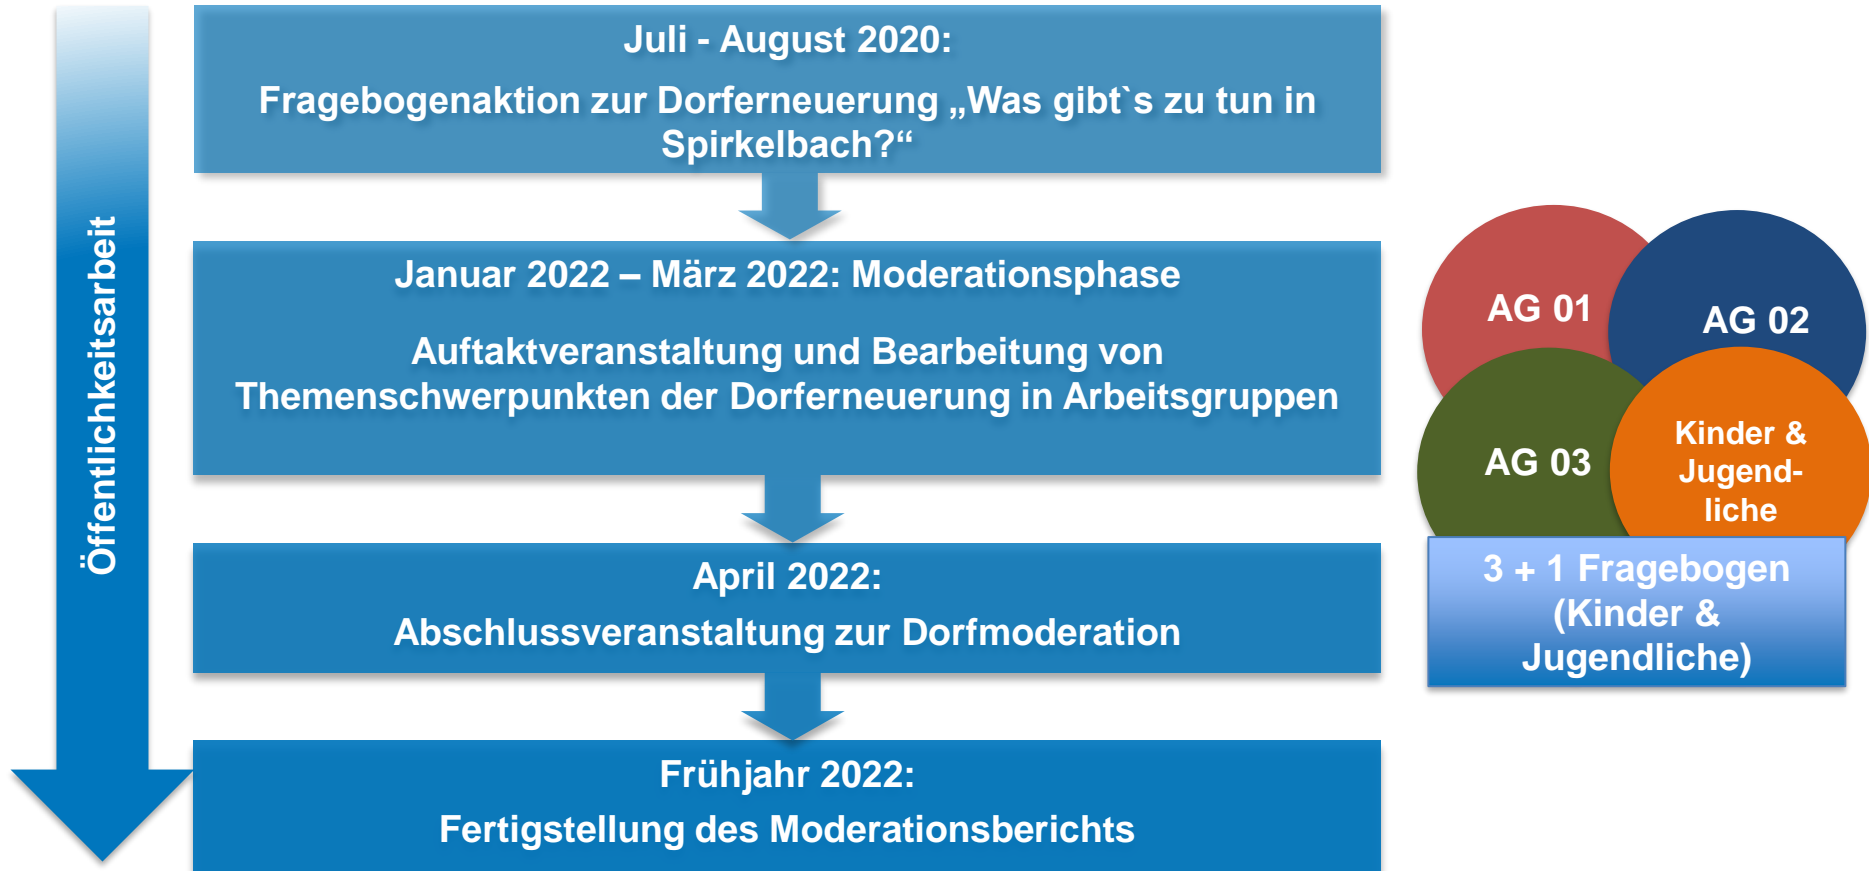 Öffentlichkeitsarbeit
Juli - August 2020:
Fragebogenaktion zur Dorferneuerung „Was gibt`s zu tun in
Spirkelbach?“
Januar 2022 – März 2022: Moderationsphase
Auftaktveranstaltung und Bearbeitung von
Themenschwerpunkten der Dorferneuerung in Arbeitsgruppen
April 2022:
Abschlussveranstaltung zur Dorfmoderation
Frühjahr 2022:
Fertigstellung des Moderationsberichts
AG 01
AG 02
AG 03
Kinder &
Jugend-
liche
3 + 1 Fragebogen
(Kinder &
Jugendliche)